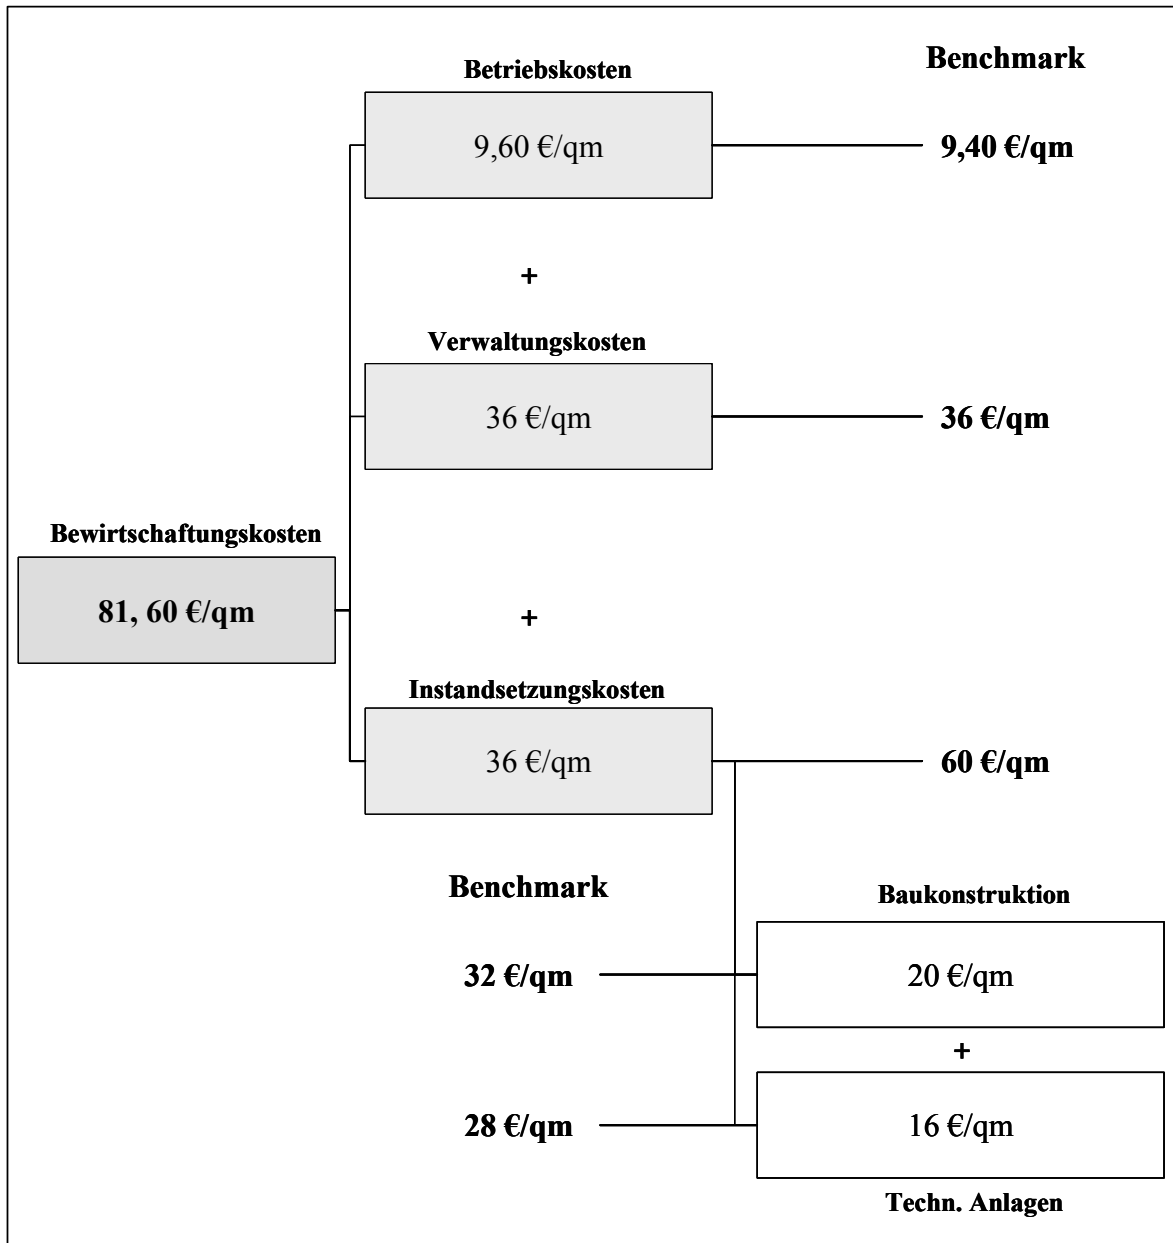 Benchmark
Betriebskosten
9,60 €/qm
9,40 €/qm
+
Verwaltungskosten
36 €/qm
36 €/qm
Bewirtschaftungskosten
81, 60 €/qm
+
Instandsetzungskosten
36 €/qm
60 €/qm
Benchmark
Baukonstruktion
32 €/qm
20 €/qm
+
28 €/qm
16 €/qm
Techn. Anlagen